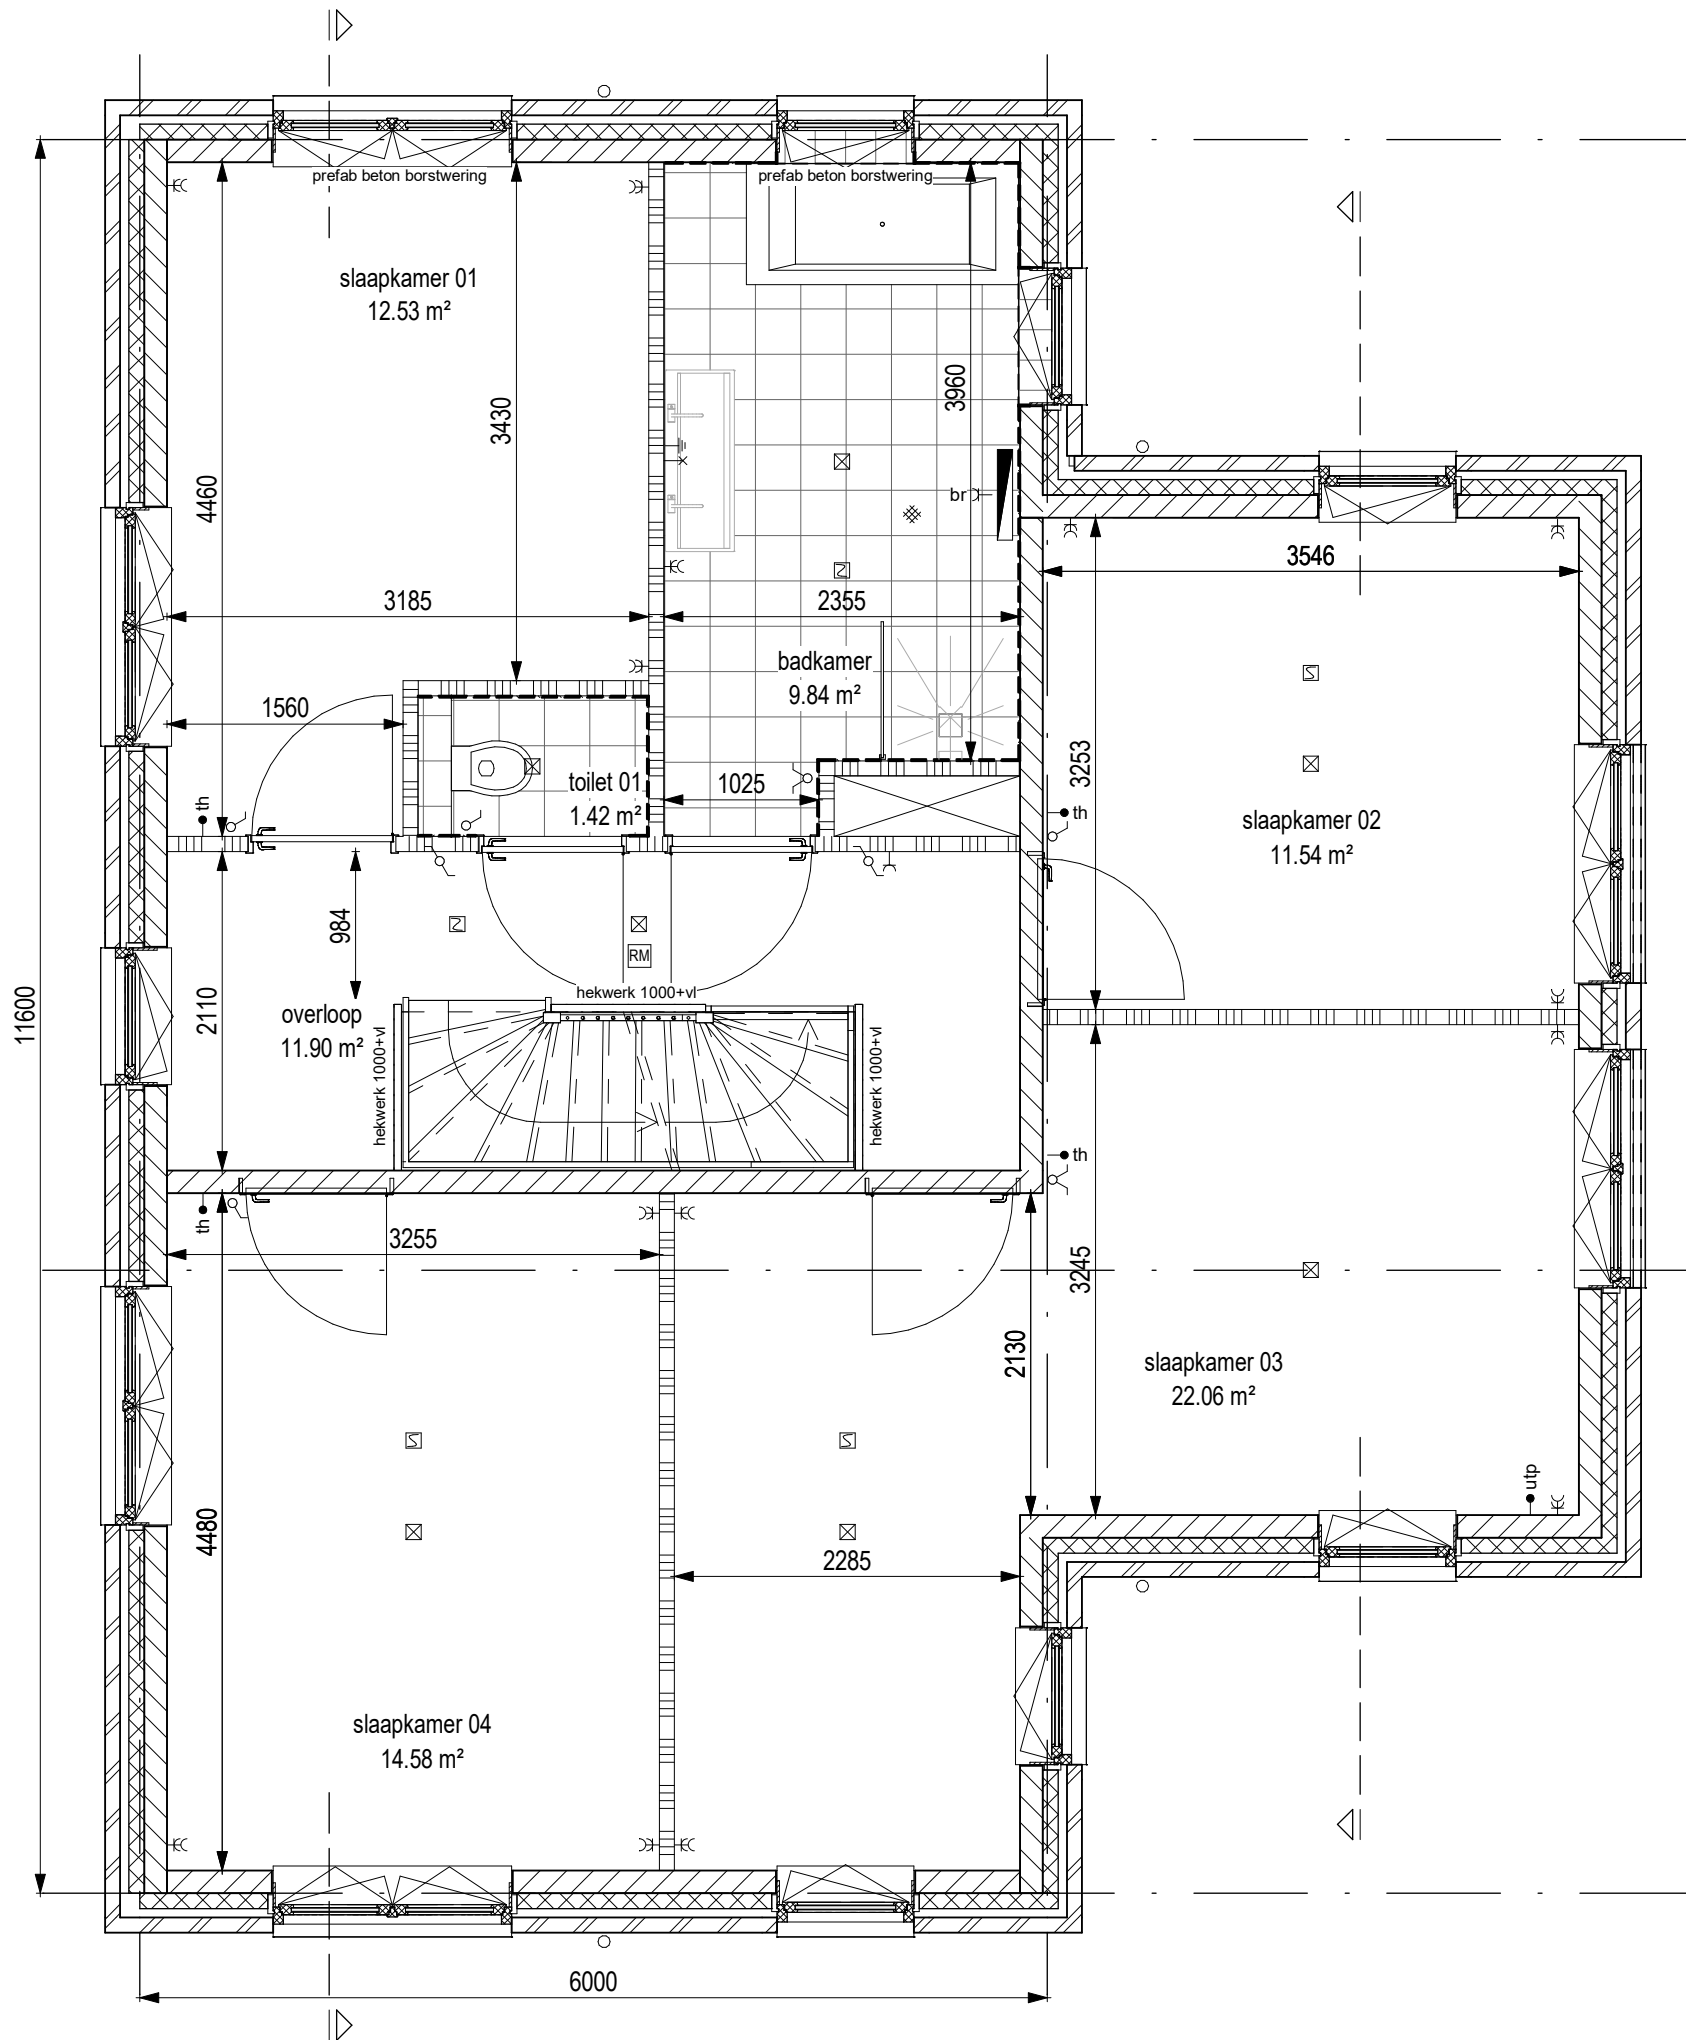 prefab beton borstwering
prefab beton borstwering
slaapkamer 01
12.53 m²
3430
3960
4460
br
3546
3185
2355
badkamer
9.84 m²
1560
toilet 01
1.42 m²
1025
3253
th
th
slaapkamer 02
11.54 m²
984
RM
hekwerk 1000+vl
2110
11600
overloop
11.90 m²
hekwerk 1000+vl
hekwerk 1000+vl
th
th
3255
3245
2130
slaapkamer 03
22.06 m²
utp
4480
2285
slaapkamer 04
14.58 m²
6000